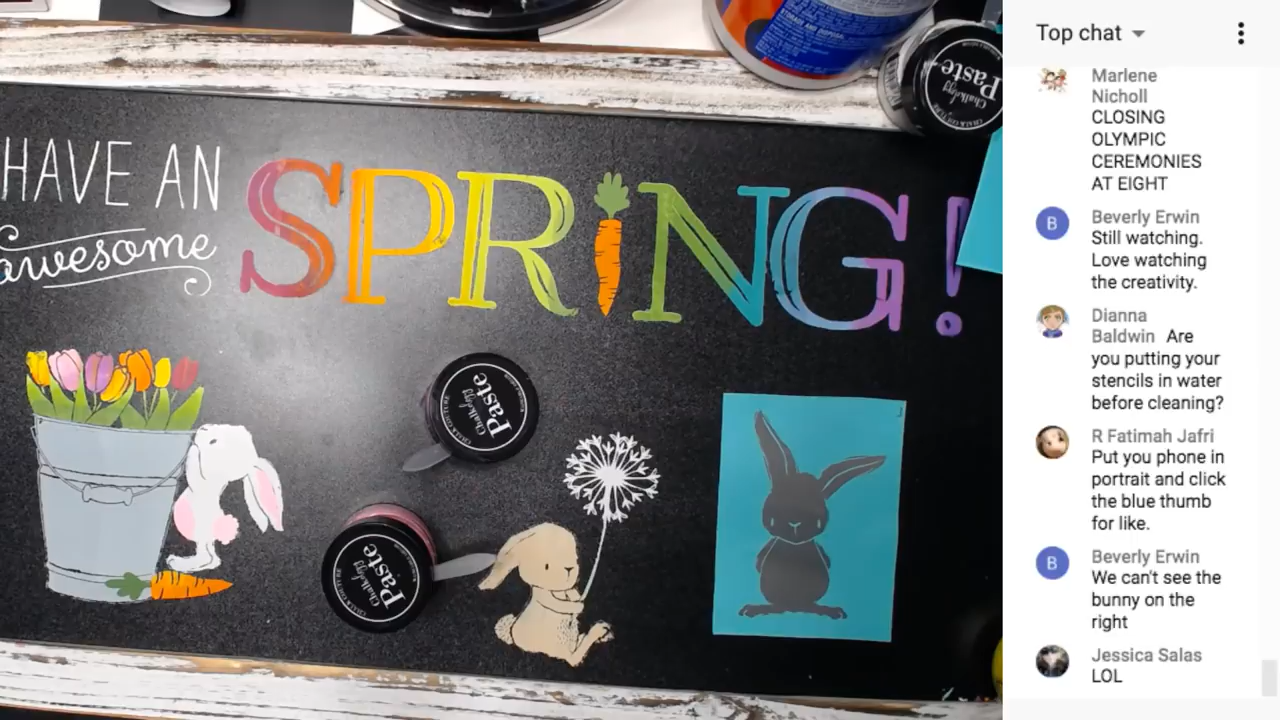 HAVE AN
awesome
SPRING!
Paste
Paste
Paste
Top chat
Marlene
Nicholl
CLOSING
OLYMPIC
CEREMONIES
AT EIGHT
B
Beverly Erwin
Still watching.
Love watching
the creativity.
Dianna
Baldwin Are
you putting your
stencils in water
before cleaning?
R Fatimah Jafri
Put you phone in
portrait and click
the blue thumb
for like.
B
Beverly Erwin
We can't see the
bunny on the
right
Jessica Salas
LOL